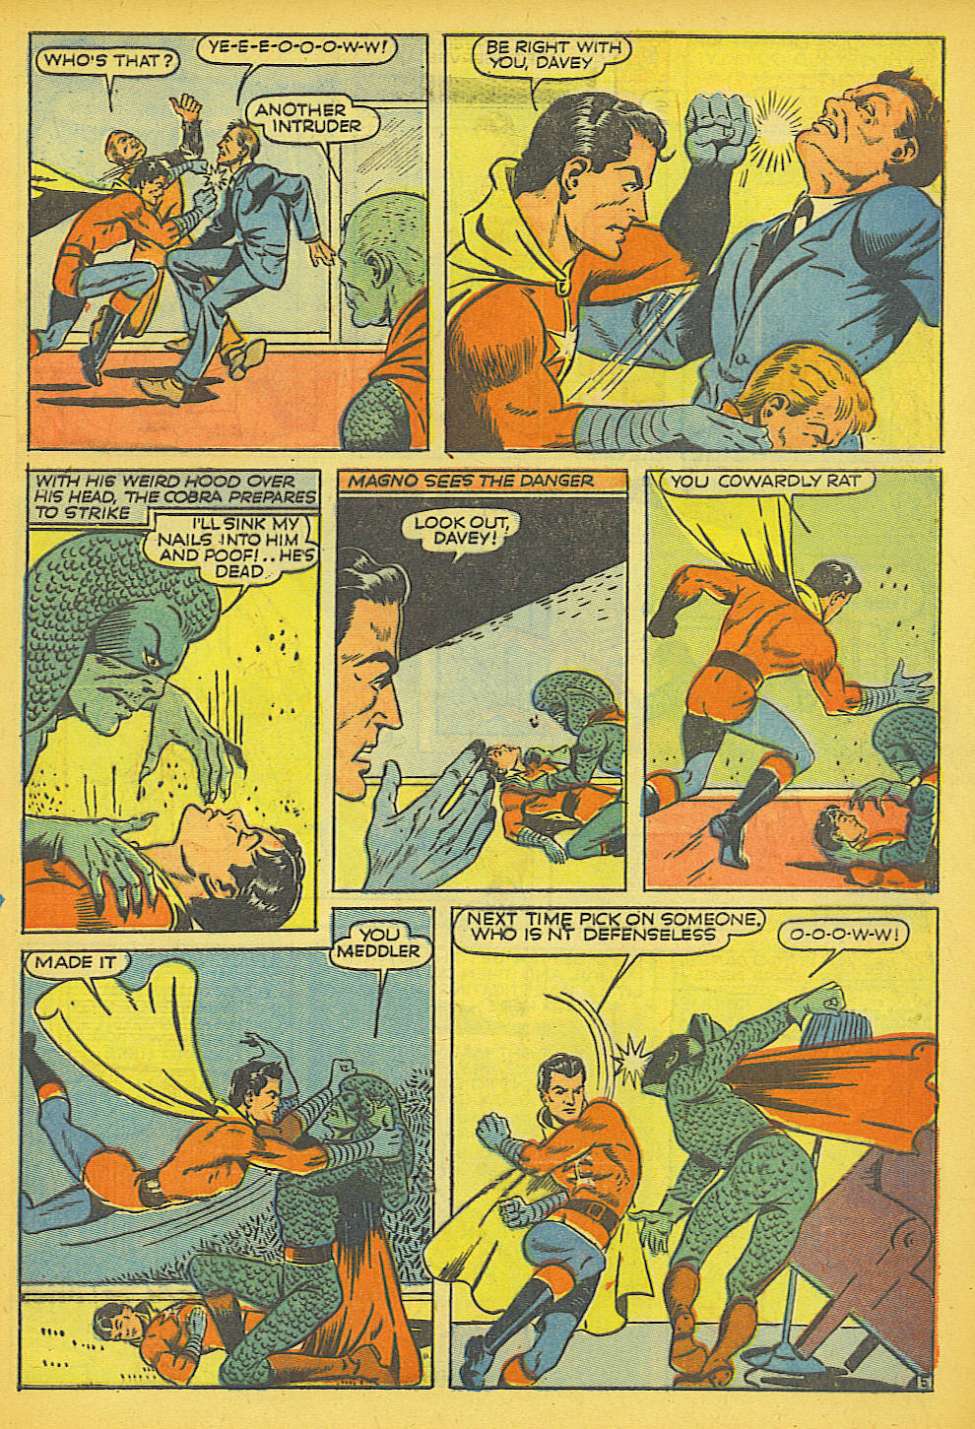 WHO'S THAT?
YE-E-E-O-O-O-W-W!
ANOTHER
INTRUDER
BE RIGHT WITH
YOU, DAVEY
WITH HIS WEIRD HOOD OVER
HIS HEAD, THE COBRA PREPARES
TO STRIKE
I'LL SINK MY
NAILS INTO HIM
AND POOF!..HE'S
DEAD.
MAGNO SEES THE DANGER
LOOK OUT,
DAVEY!
YOU COWARDLY RAT
MADE IT
YOU
MEDDLER
NEXT TIME PICK ON SOMEONE,
WHO IS NT DEFENSELESS
O-O-O-W-W!
5